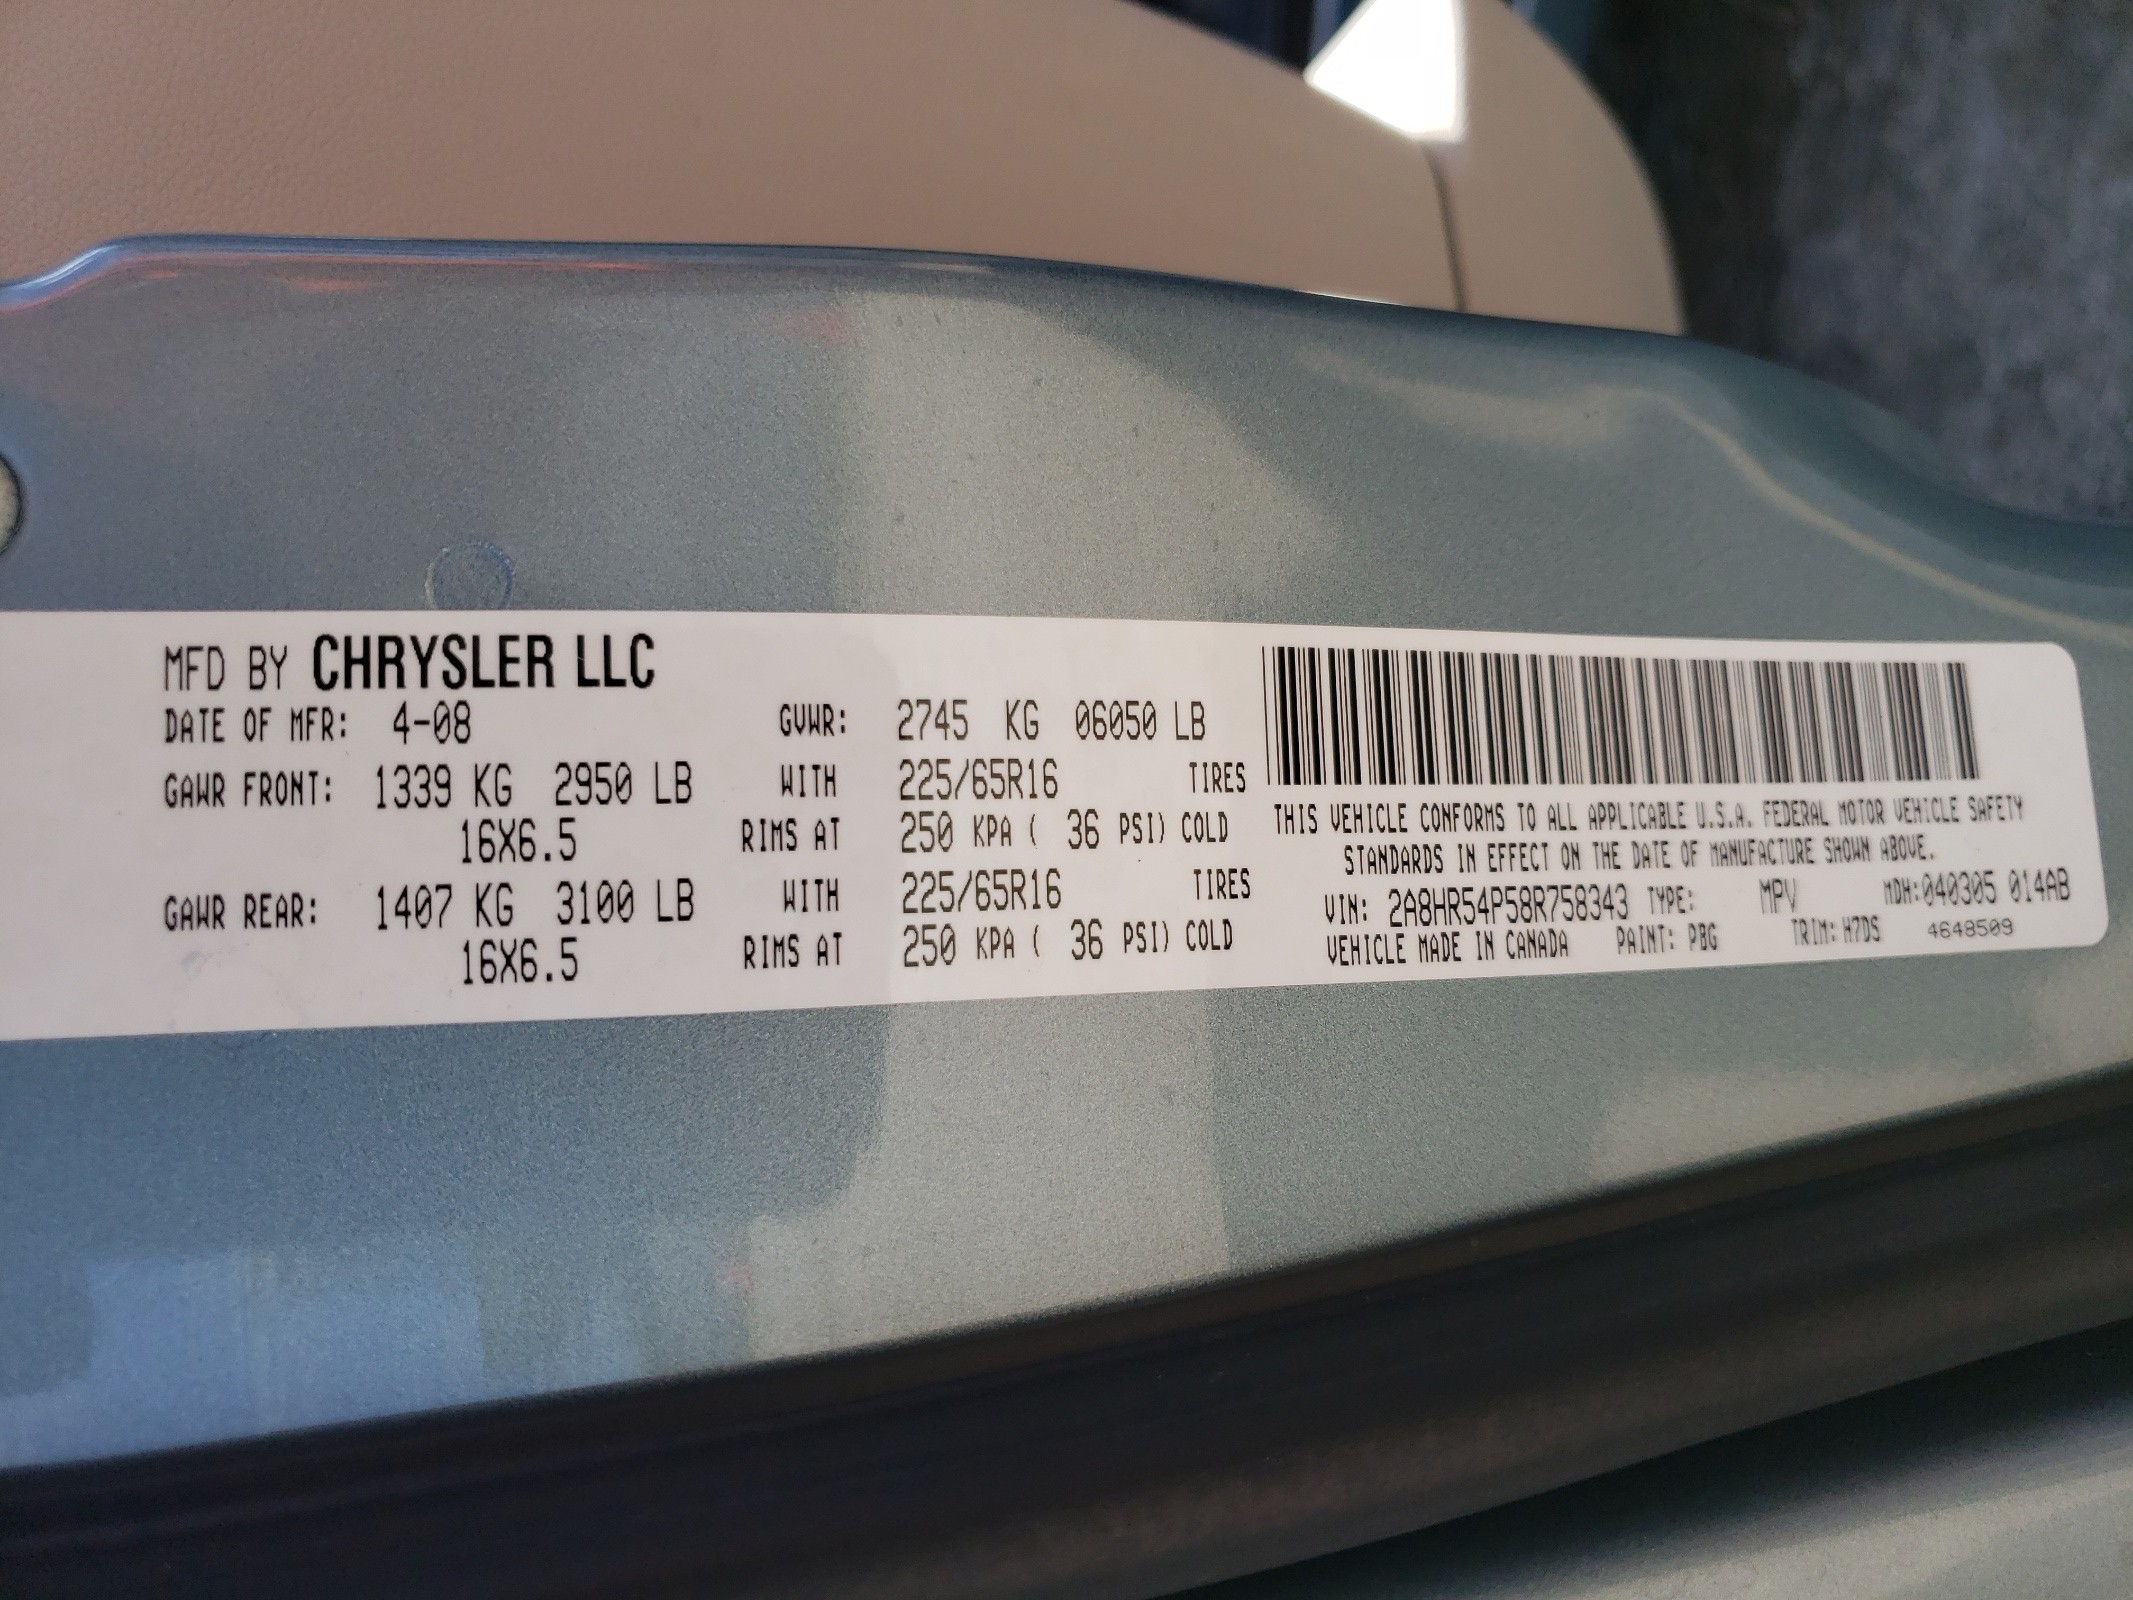 MFD BY CHRYSLER LLC
DATE OF MFR: 4-08 GVWR: 2745 KG 06050 LB
GAWR FRONT: 1339 KG 2950 LB WITH 225/65R16 TIRES
16X6.5 RIMS AT 250 KPA ( 36 PSI) COLD
GAWR REAR: 1407 KG 3100 LB WITH 225/65R16 TIRES
16X6.5 RIMS AT 250 KPA ( 36 PSI) COLD
THIS VEHICLE CONFORMS TO ALL APPLICABLE U.S.A. FEDERAL MOTOR VEHICLE SAFETY
STANDARDS IN EFFECT ON THE DATE OF MANUFACTURE SHOWN ABOVE.
VIN: 2A8HR54P58R758343 TYPE: MPV MDH:040305 014AB
VEHICLE MADE IN CANADA PAINT: PBG TRIM: H7DS 4648509